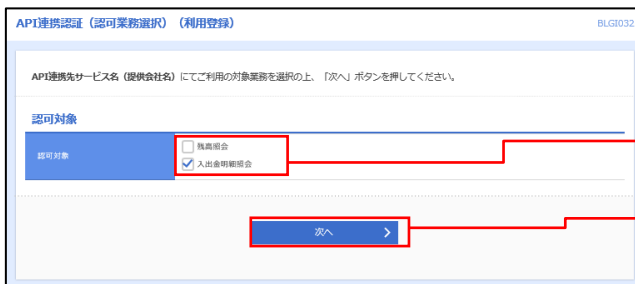 API連携認証（認可業務選択）（利用登録）
BLGI032
API連携先サービス名（提供会社名）にてご利用の対象業務を選択の上、「次へ」ボタンを押してください。
認可対象
認可対象
残高照会
入出金明細照会
次へ